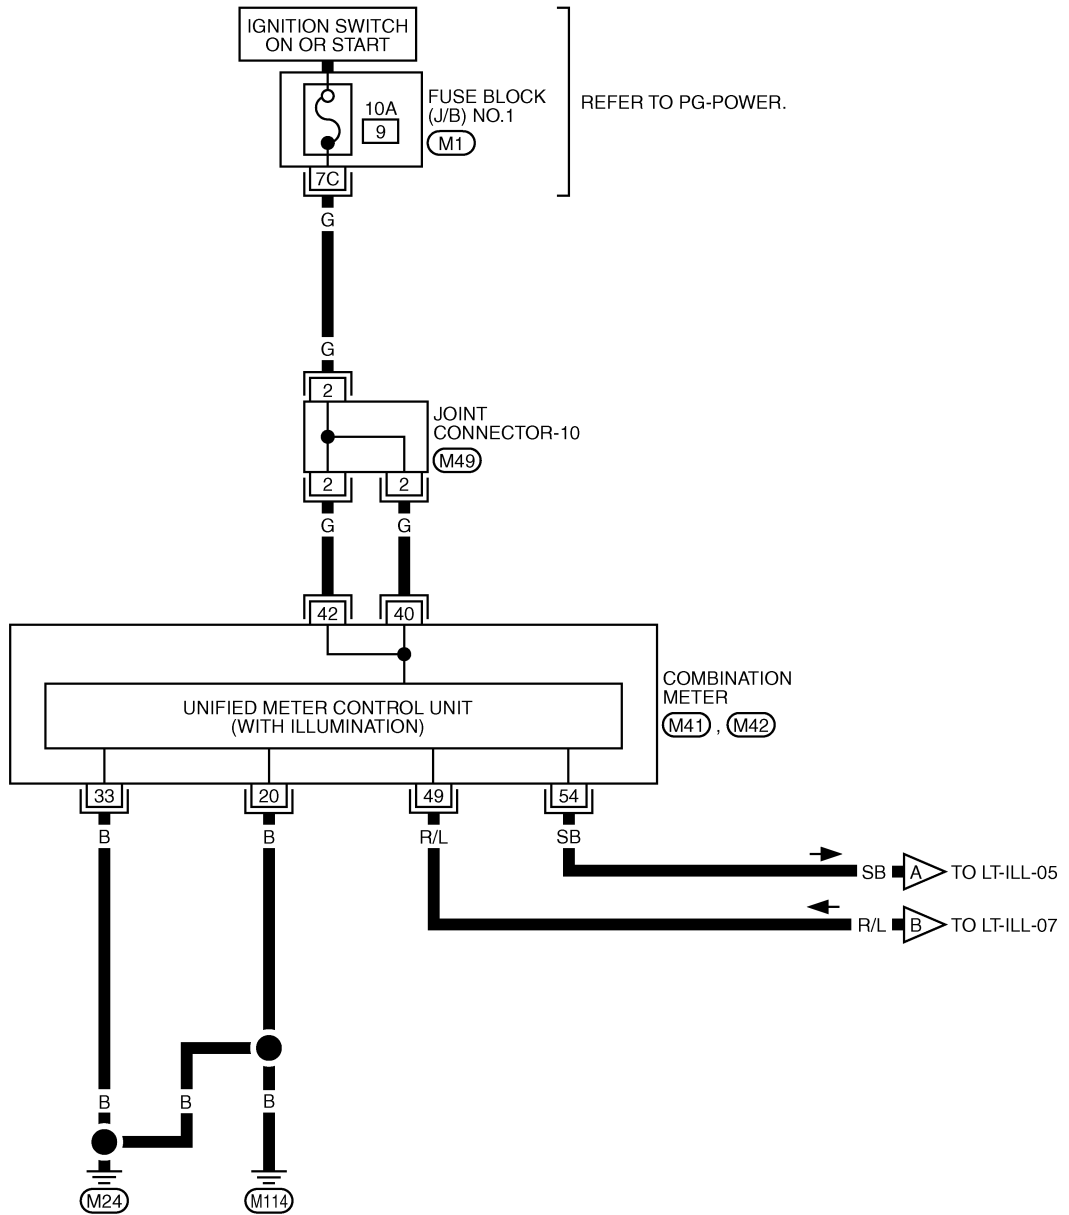 IGNITION SWITCH
ON OR START
10A
9
FUSE BLOCK
(J/B) NO.1
M1
REFER TO PG-POWER.
7C
G
G
2
JOINT
CONNECTOR-10
M49
2
2
G
G
42
40
COMBINATION
METER
M41 , M42
UNIFIED METER CONTROL UNIT
(WITH ILLUMINATION)
33
20
49
54
B
B
R/L
SB
SB
A
TO LT-ILL-05
R/L
B
TO LT-ILL-07
B
B
B
M24
M114